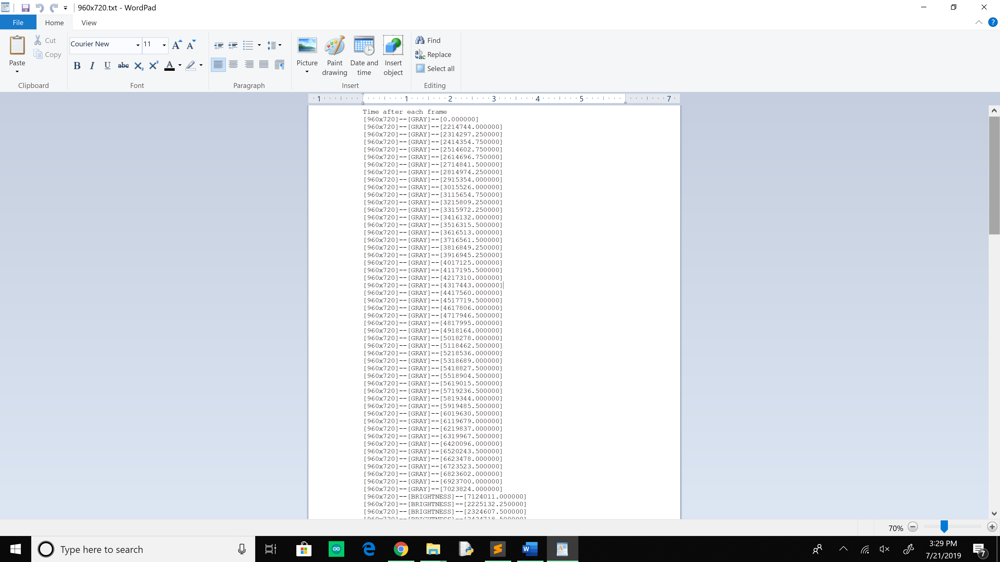 960x720.txt - WordPad
File Home View
Paste
Cut
Copy
Clipboard
Courier New 11
B I U abc X2 X2 A
Font
Paragraph
Picture
Paint drawing
Date and time
Insert object
Insert
Find
Replace
Select all
Editing
1 1 2 3 4 5 7
Time after each frame
[960x720]--[GRAY]--[0.000000]
[960x720]--[GRAY]--[2214744.000000]
[960x720]--[GRAY]--[2314297.250000]
[960x720]--[GRAY]--[2414354.750000]
[960x720]--[GRAY]--[2514602.750000]
[960x720]--[GRAY]--[2614696.750000]
[960x720]--[GRAY]--[2714841.500000]
[960x720]--[GRAY]--[2814974.250000]
[960x720]--[GRAY]--[2915354.000000]
[960x720]--[GRAY]--[3015526.000000]
[960x720]--[GRAY]--[3115654.750000]
[960x720]--[GRAY]--[3215809.250000]
[960x720]--[GRAY]--[3315972.250000]
[960x720]--[GRAY]--[3416132.000000]
[960x720]--[GRAY]--[3516315.500000]
[960x720]--[GRAY]--[3616513.000000]
[960x720]--[GRAY]--[3716561.500000]
[960x720]--[GRAY]--[3816849.250000]
[960x720]--[GRAY]--[3916945.250000]
[960x720]--[GRAY]--[4017125.000000]
[960x720]--[GRAY]--[4117195.500000]
[960x720]--[GRAY]--[4217310.000000]
[960x720]--[GRAY]--[4317443.000000]
[960x720]--[GRAY]--[4417560.000000]
[960x720]--[GRAY]--[4517719.500000]
[960x720]--[GRAY]--[4617806.000000]
[960x720]--[GRAY]--[4717946.500000]
[960x720]--[GRAY]--[4817995.000000]
[960x720]--[GRAY]--[4918164.000000]
[960x720]--[GRAY]--[5018278.000000]
[960x720]--[GRAY]--[5118462.500000]
[960x720]--[GRAY]--[5218536.000000]
[960x720]--[GRAY]--[5318689.000000]
[960x720]--[GRAY]--[5418827.500000]
[960x720]--[GRAY]--[5518904.500000]
[960x720]--[GRAY]--[5619015.500000]
[960x720]--[GRAY]--[5719236.500000]
[960x720]--[GRAY]--[5819344.000000]
[960x720]--[GRAY]--[5919485.500000]
[960x720]--[GRAY]--[6019630.500000]
[960x720]--[GRAY]--[6119679.000000]
[960x720]--[GRAY]--[6219837.000000]
[960x720]--[GRAY]--[6319967.500000]
[960x720]--[GRAY]--[6420096.000000]
[960x720]--[GRAY]--[6520243.500000]
[960x720]--[GRAY]--[6623478.000000]
[960x720]--[GRAY]--[6723523.500000]
[960x720]--[GRAY]--[6823602.000000]
[960x720]--[GRAY]--[6923700.000000]
[960x720]--[GRAY]--[7023824.000000]
[960x720]--[BRIGHTNESS]--[7124011.000000]
[960x720]--[BRIGHTNESS]--[2225132.250000]
[960x720]--[BRIGHTNESS]--[2324607.500000]
[960x720]--[BRIGHTNESS]--[2424718.500000]
70%
Type here to search
3:29 PM
7/21/2019
7